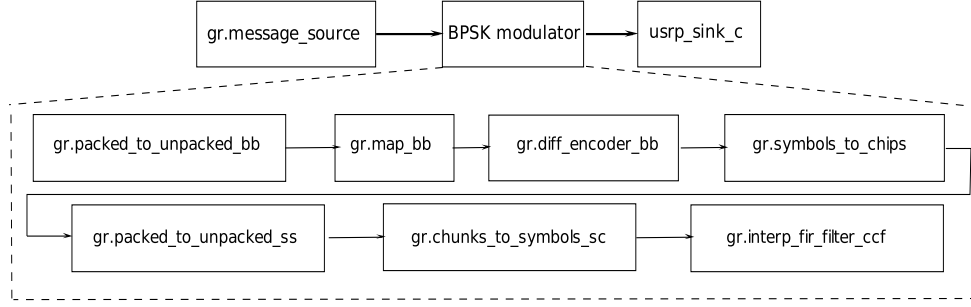 gr.message_source
BPSK modulator
usrp_sink_c
gr.packed_to_unpacked_bb
gr.map_bb
gr.diff_encoder_bb
gr.symbols_to_chips
gr.packed_to_unpacked_ss
gr.chunks_to_symbols_sc
gr.interp_fir_filter_ccf